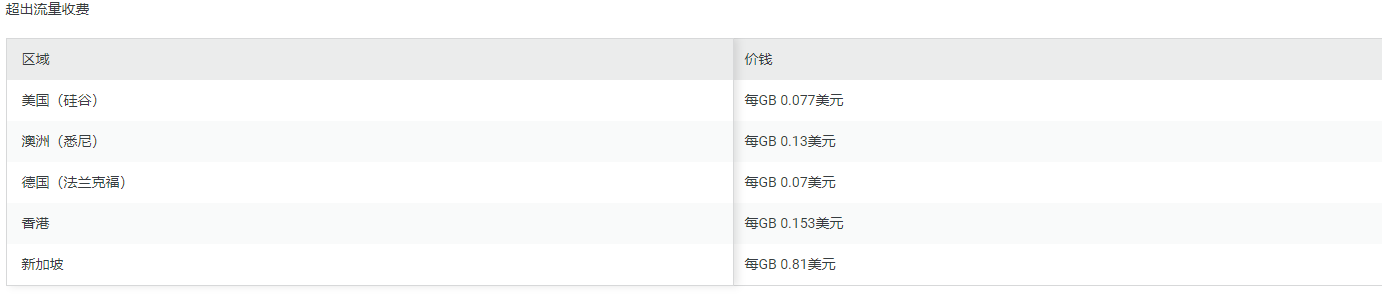 超出流量收费
区域 价钱
美国（硅谷） 每GB 0.077美元
澳洲（悉尼） 每GB 0.13美元
德国（法兰克福） 每GB 0.07美元
香港 每GB 0.153美元
新加坡 每GB 0.81美元